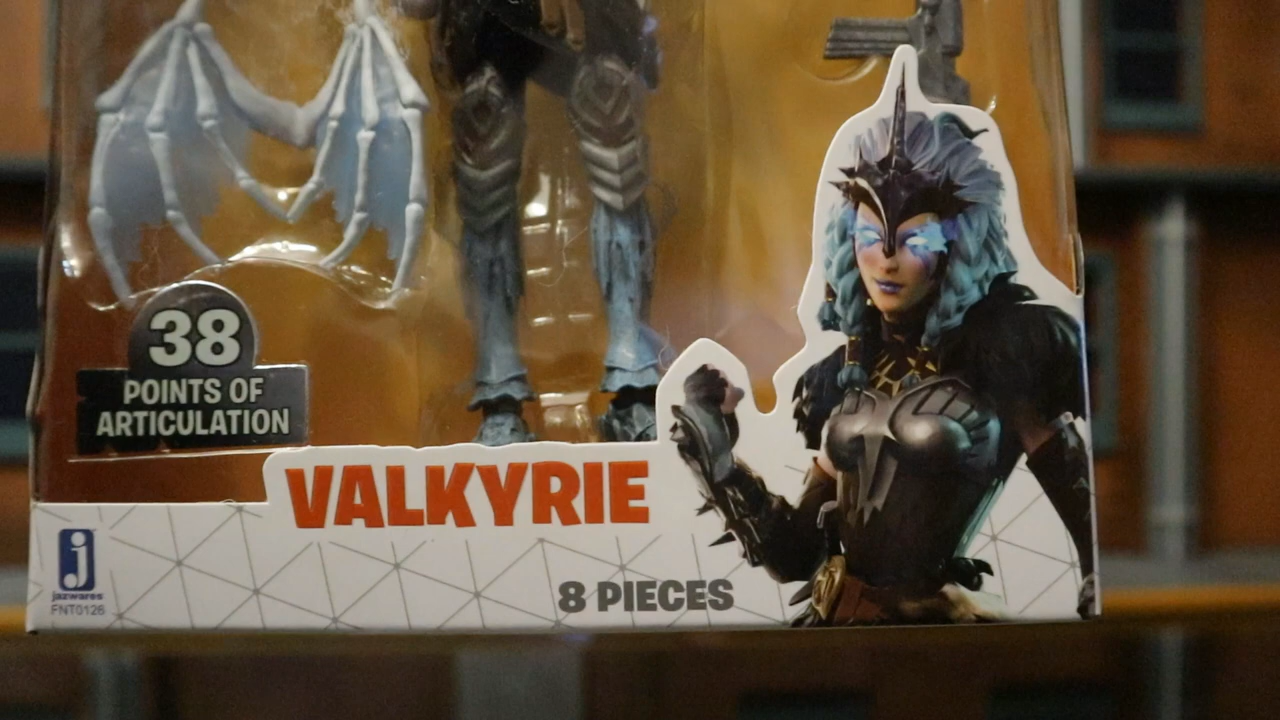 38
POINTS OF
ARTICULATION
VALKYRIE
8 PIECES
j
jazwares
FNT0126